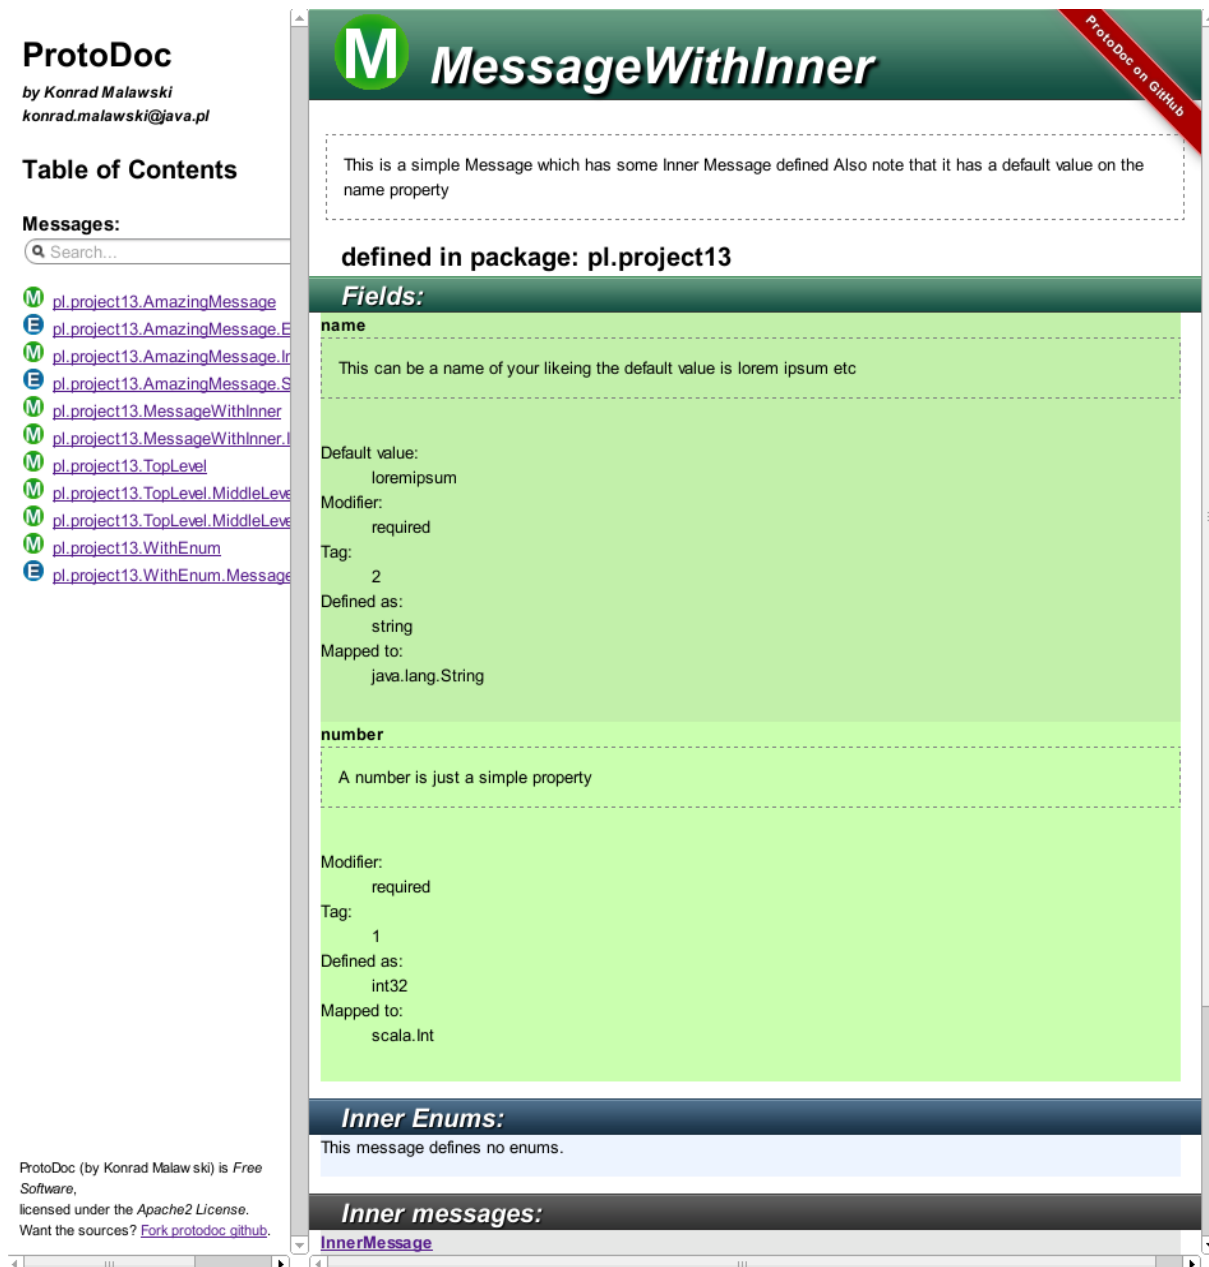 ProtoDoc
by Konrad Malawski
konrad.malawski@java.pl
Table of Contents
Messages:
Search...
M pl.project13.AmazingMessage
E pl.project13.AmazingMessage.E
M pl.project13.AmazingMessage.In
E pl.project13.AmazingMessage.S
M pl.project13.MessageWithInner
M pl.project13.MessageWithInner.I
M pl.project13.TopLevel
M pl.project13.TopLevel.MiddleLeve
M pl.project13.TopLevel.MiddleLeve
M pl.project13.WithEnum
E pl.project13.WithEnum.Message
ProtoDoc (by Konrad Malawski) is Free
Software,
licensed under the Apache2 License.
Want the sources? Fork protodoc github.
M MessageWithInner
ProtoDoc on GitHub
This is a simple Message which has some Inner Message defined Also note that it has a default value on the
name property
defined in package: pl.project13
Fields:
name
This can be a name of your likeing the default value is lorem ipsum etc
Default value:
loremipsum
Modifier:
required
Tag:
2
Defined as:
string
Mapped to:
java.lang.String
number
A number is just a simple property
Modifier:
required
Tag:
1
Defined as:
int32
Mapped to:
scala.Int
Inner Enums:
This message defines no enums.
Inner messages:
InnerMessage